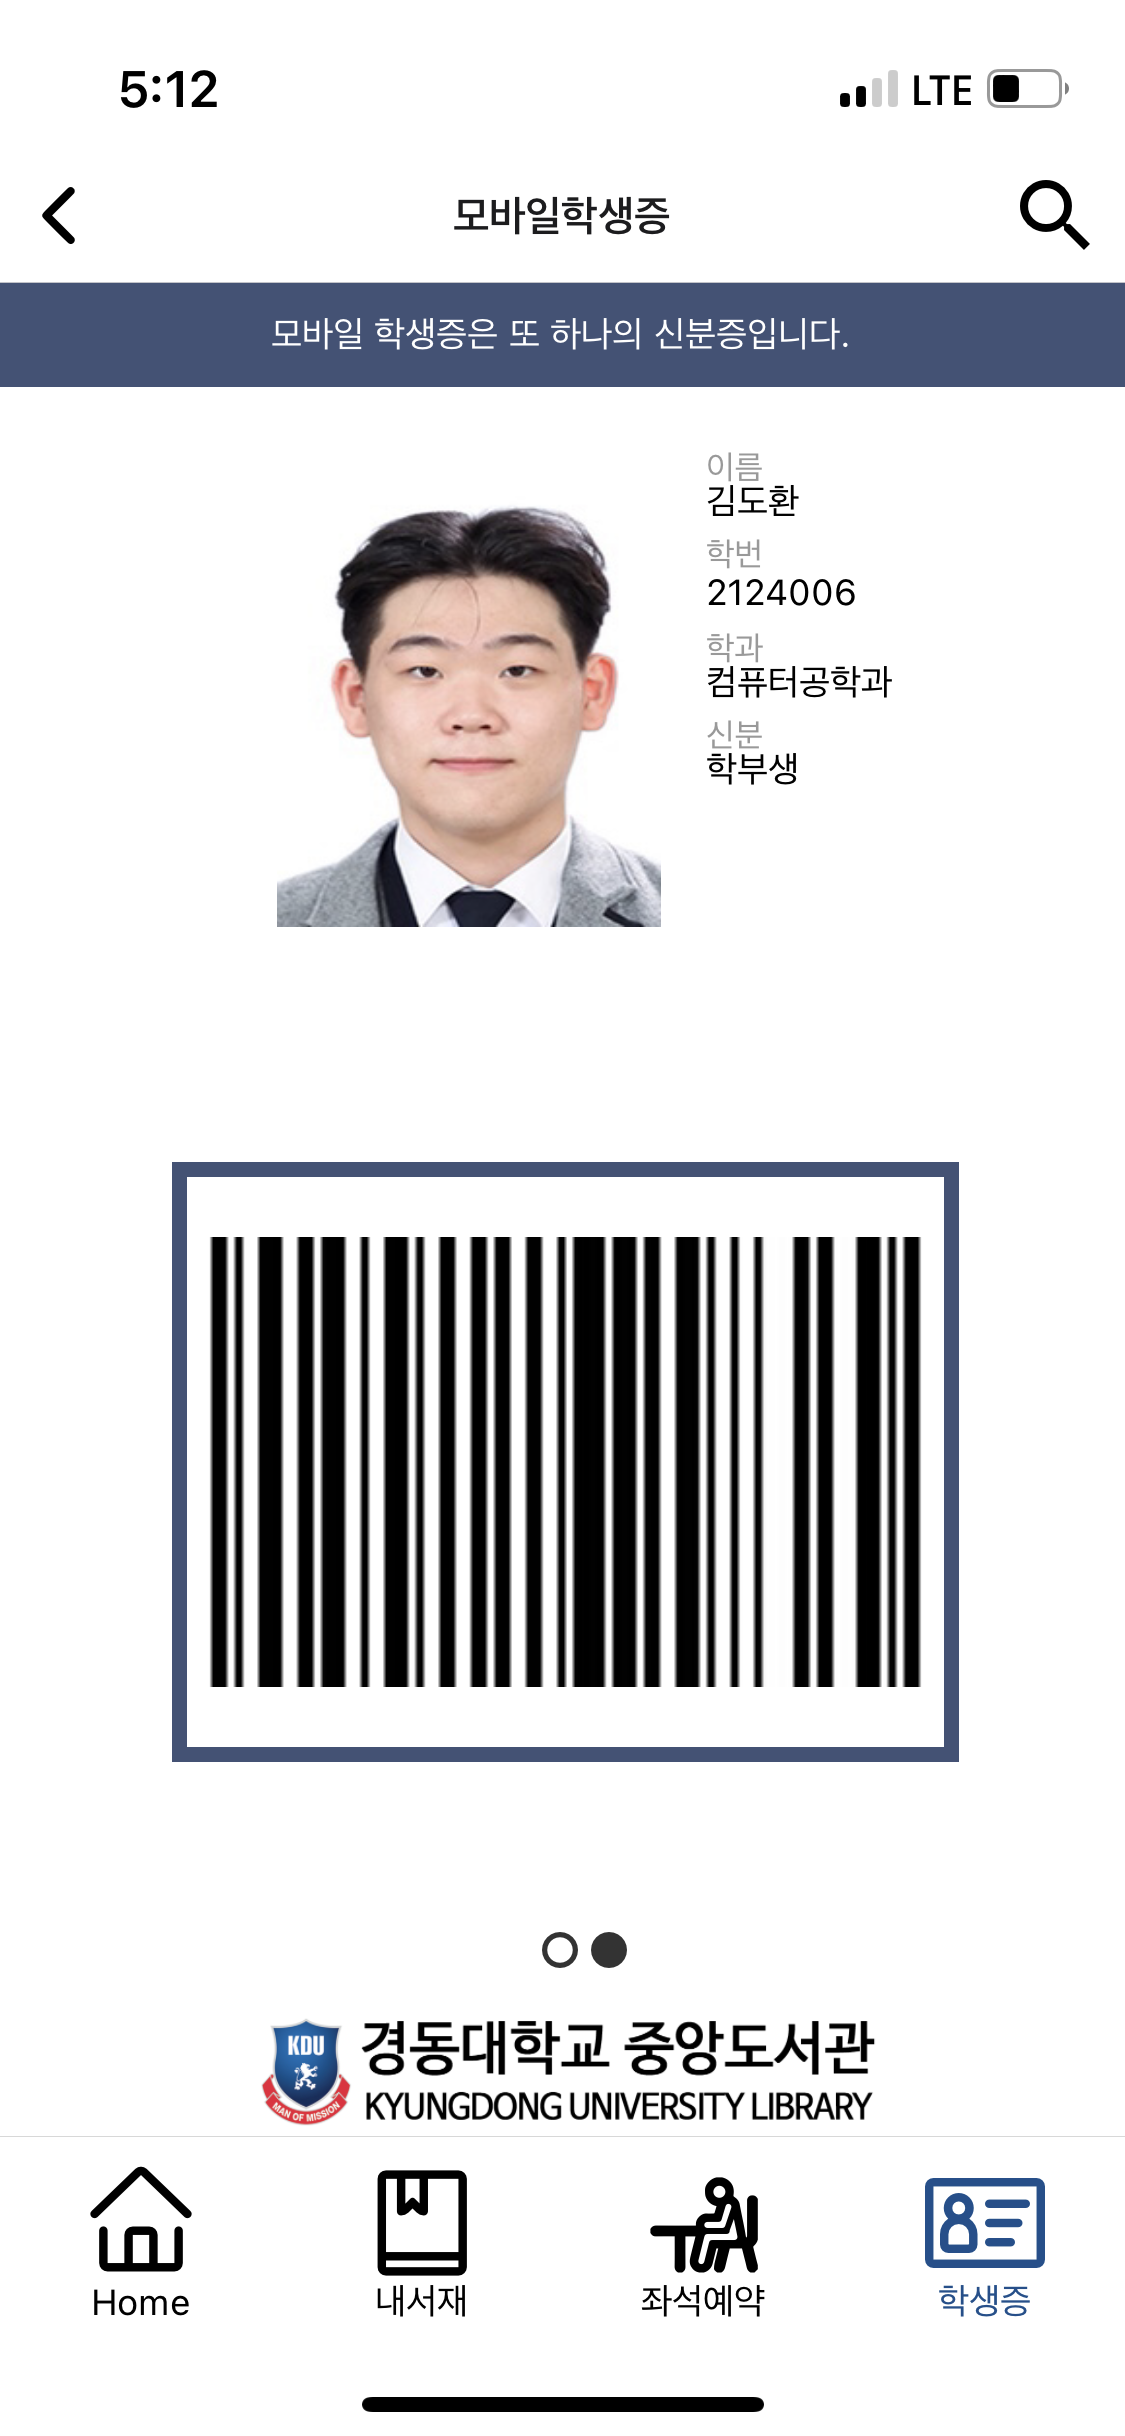 5:12
LTE
모바일학생증
모바일 학생증은 또 하나의 신분증입니다.
이름
김도환
학번
2124006
학과
컴퓨터공학과
신분
학부생
KDU
MAN OF MISSION
경동대학교 중앙도서관
KYUNGDONG UNIVERSITY LIBRARY
Home
내서재
좌석예약
학생증